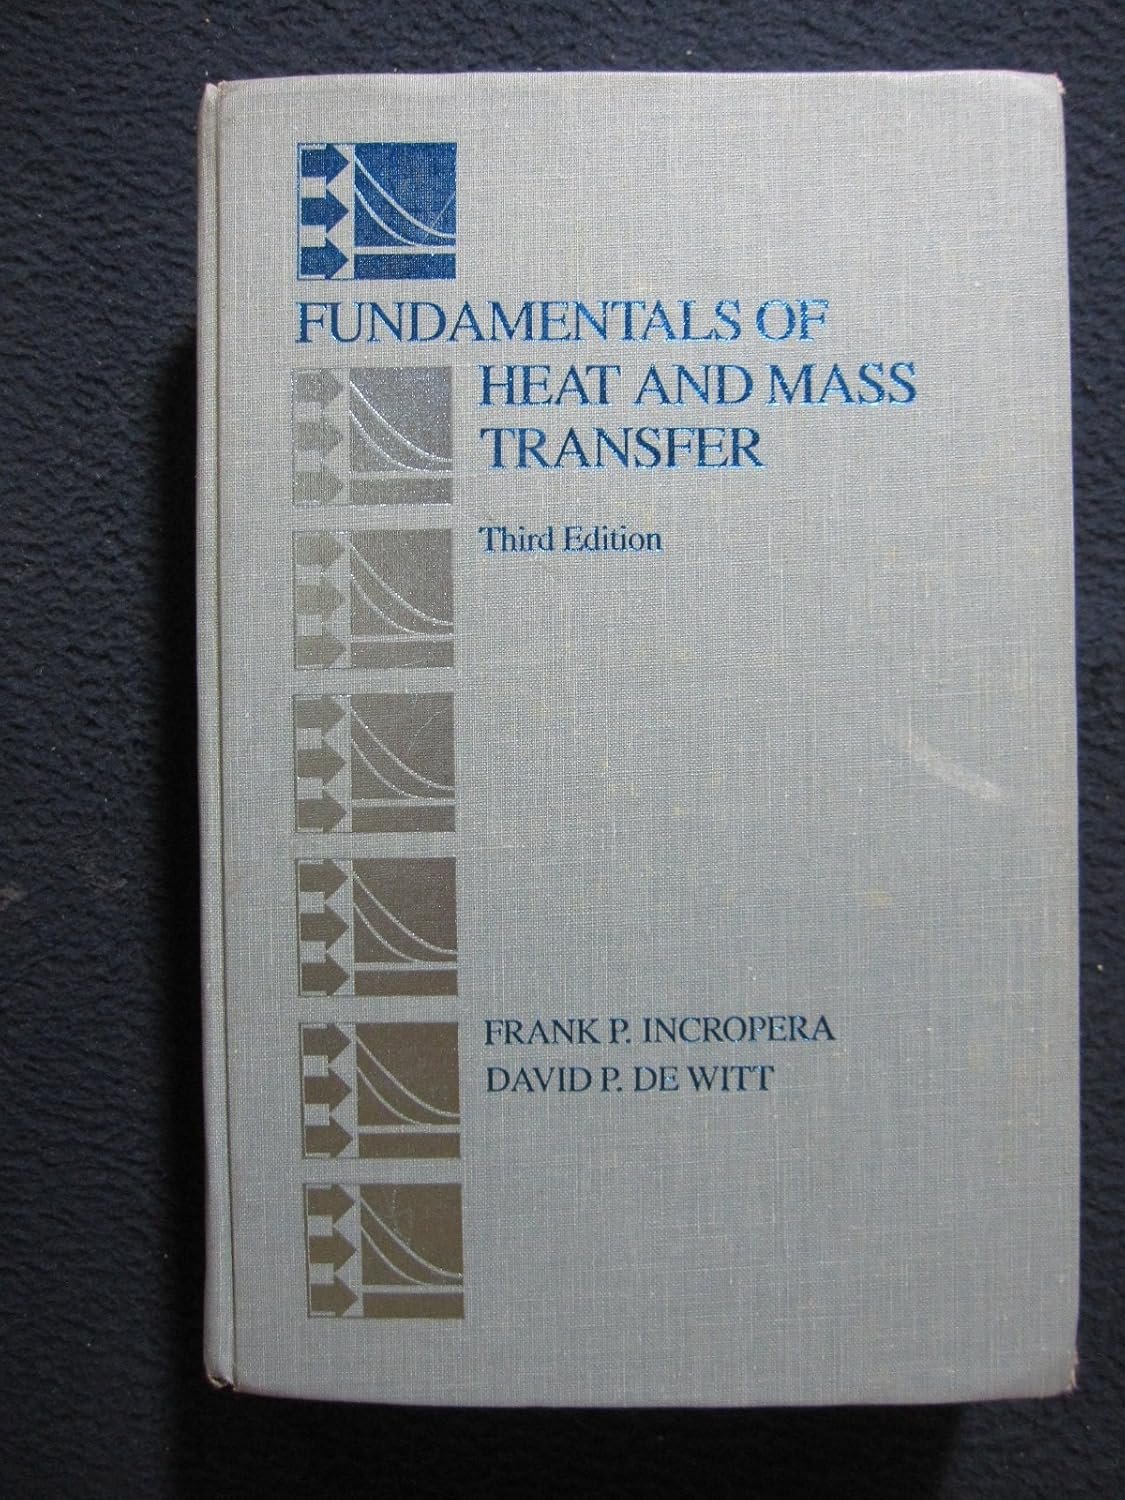 FUNDAMENTALS OF
HEAT AND MASS
TRANSFER
Third Edition
FRANK P. INCROPERA
DAVID P. DE WITT